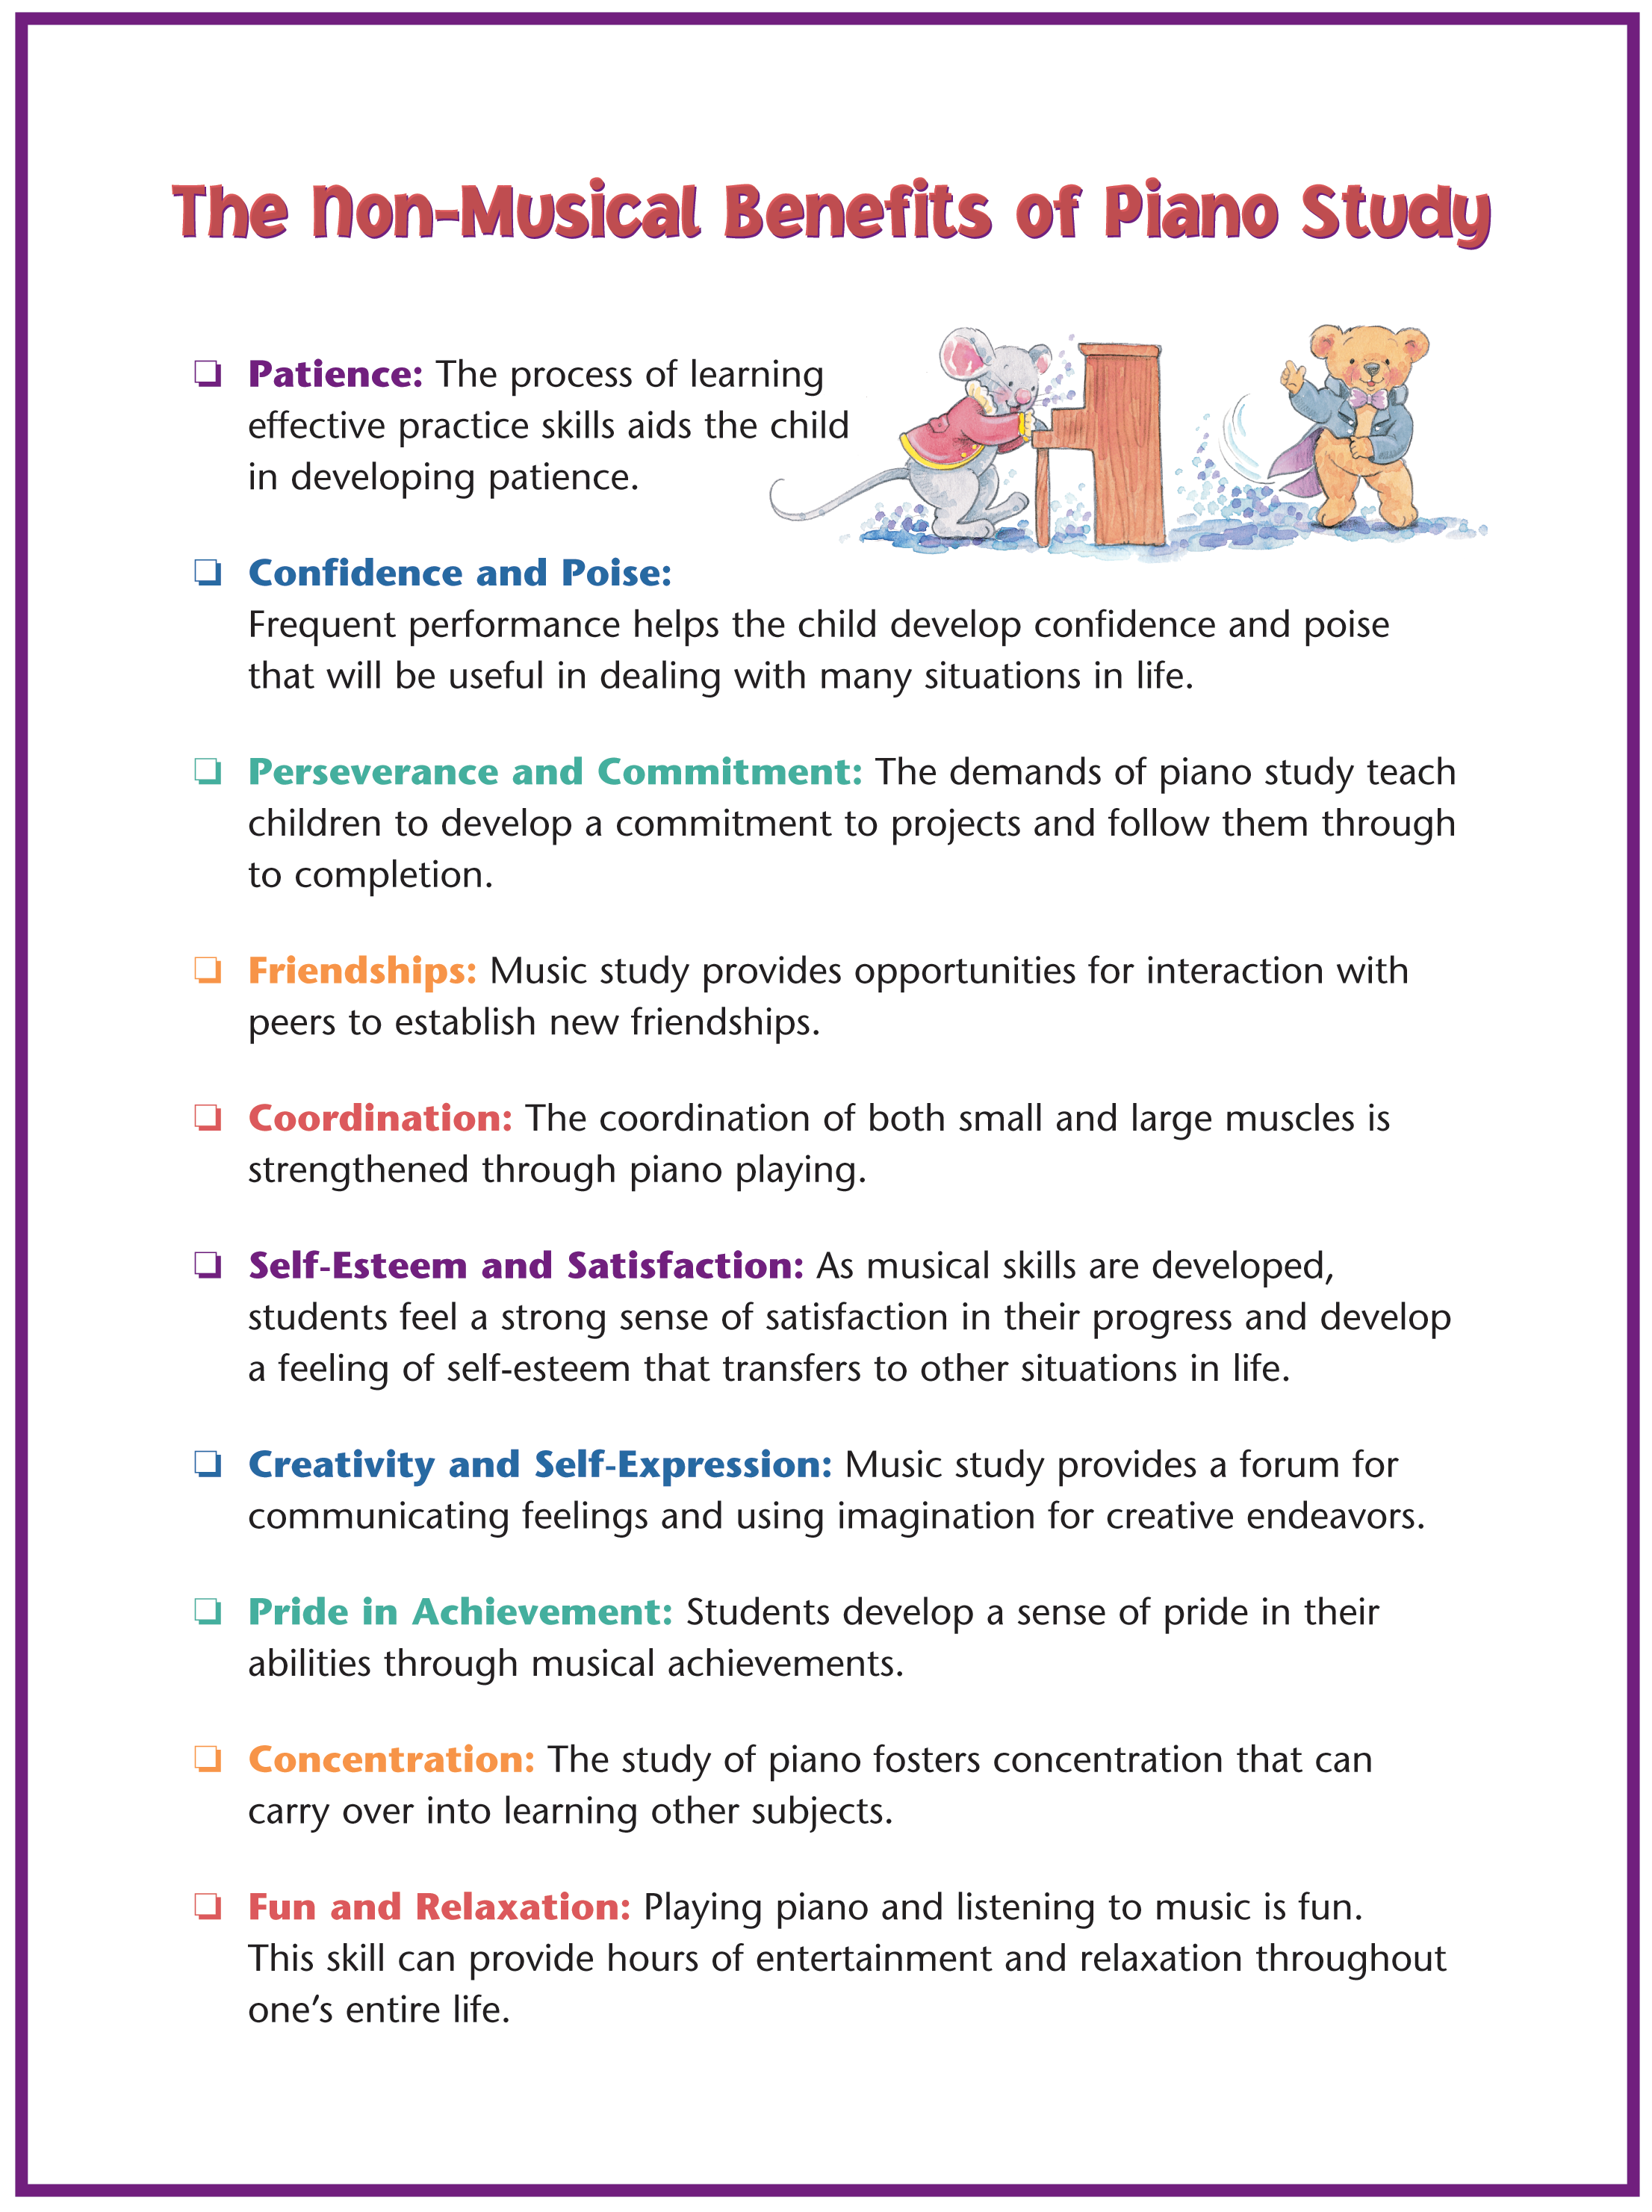 The Non-Musical Benefits of Piano Study
❏ Patience: The process of learning
effective practice skills aids the child
in developing patience.
❏ Confidence and Poise:
Frequent performance helps the child develop confidence and poise
that will be useful in dealing with many situations in life.
❏ Perseverance and Commitment: The demands of piano study teach
children to develop a commitment to projects and follow them through
to completion.
❏ Friendships: Music study provides opportunities for interaction with
peers to establish new friendships.
❏ Coordination: The coordination of both small and large muscles is
strengthened through piano playing.
❏ Self-Esteem and Satisfaction: As musical skills are developed,
students feel a strong sense of satisfaction in their progress and develop
a feeling of self-esteem that transfers to other situations in life.
❏ Creativity and Self-Expression: Music study provides a forum for
communicating feelings and using imagination for creative endeavors.
❏ Pride in Achievement: Students develop a sense of pride in their
abilities through musical achievements.
❏ Concentration: The study of piano fosters concentration that can
carry over into learning other subjects.
❏ Fun and Relaxation: Playing piano and listening to music is fun.
This skill can provide hours of entertainment and relaxation throughout
one’s entire life.